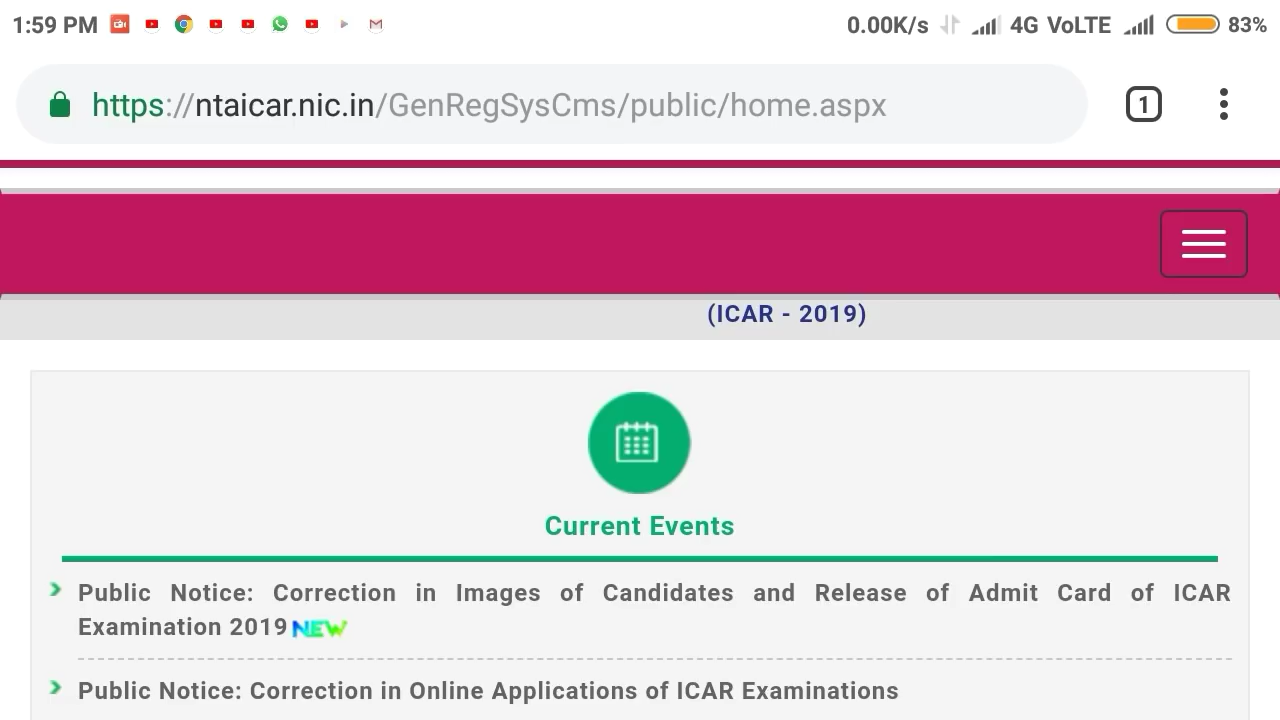 1:59 PM 0.00K/s 4G VoLTE 83%
https://ntaicar.nic.in/GenRegSysCms/public/home.aspx 1
(ICAR - 2019)
Current Events
Public Notice: Correction in Images of Candidates and Release of Admit Card of ICAR
Examination 2019 NEW
Public Notice: Correction in Online Applications of ICAR Examinations